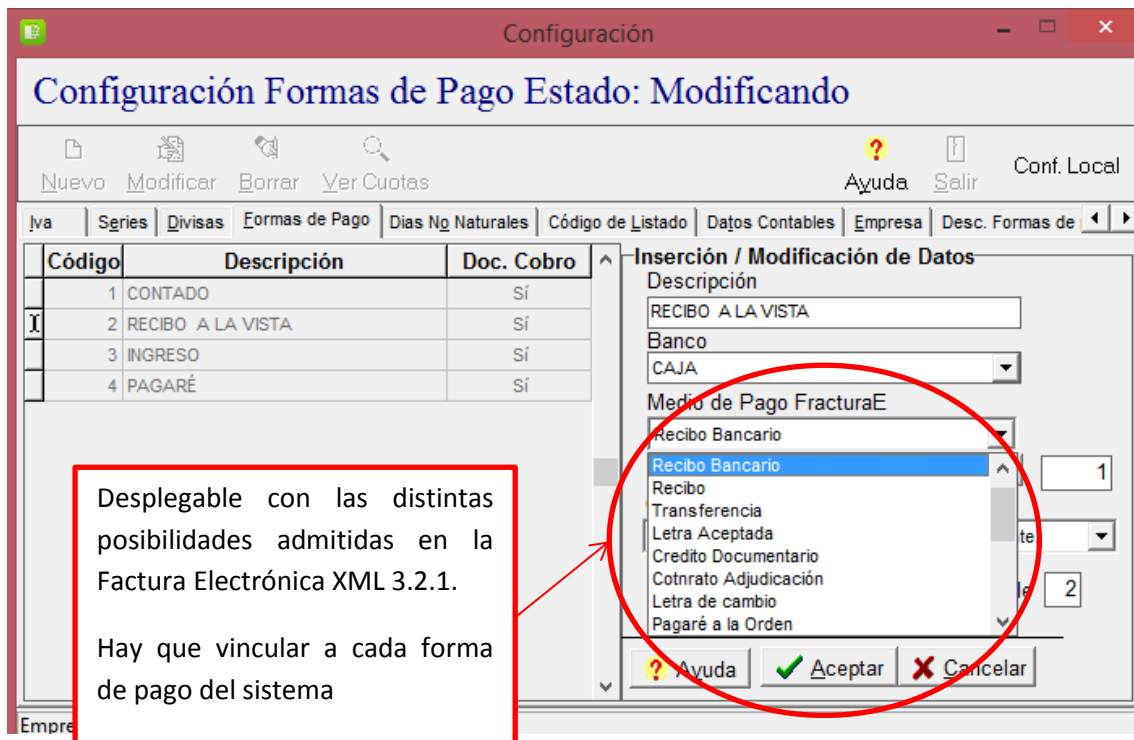 Configuración
Configuración Formas de Pago Estado: Modificando
Nuevo Modificar Borrar Ver Cuotas Ayuda Salir Conf. Local
Iva Series Divisas Formas de Pago Dias No Naturales Código de Listado Datos Contables Empresa Desc. Formas de
Código Descripción Doc. Cobro
1 CONTADO Sí
2 RECIBO A LA VISTA Sí
3 INGRESO Sí
4 PAGARÉ Sí
Inserción / Modificación de Datos
Descripción
RECIBO A LA VISTA
Banco
CAJA
Medio de Pago FracturaE
Recibo Bancario
Recibo Bancario
Recibo
Transferencia
Letra Aceptada
Credito Documentario
Cotnrato Adjudicación
Letra de cambio
Pagaré a la Orden
1
2
? Ayuda Aceptar Cancelar
Desplegable con las distintas
posibilidades admitidas en la
Factura Electrónica XML 3.2.1.
Hay que vincular a cada forma
de pago del sistema